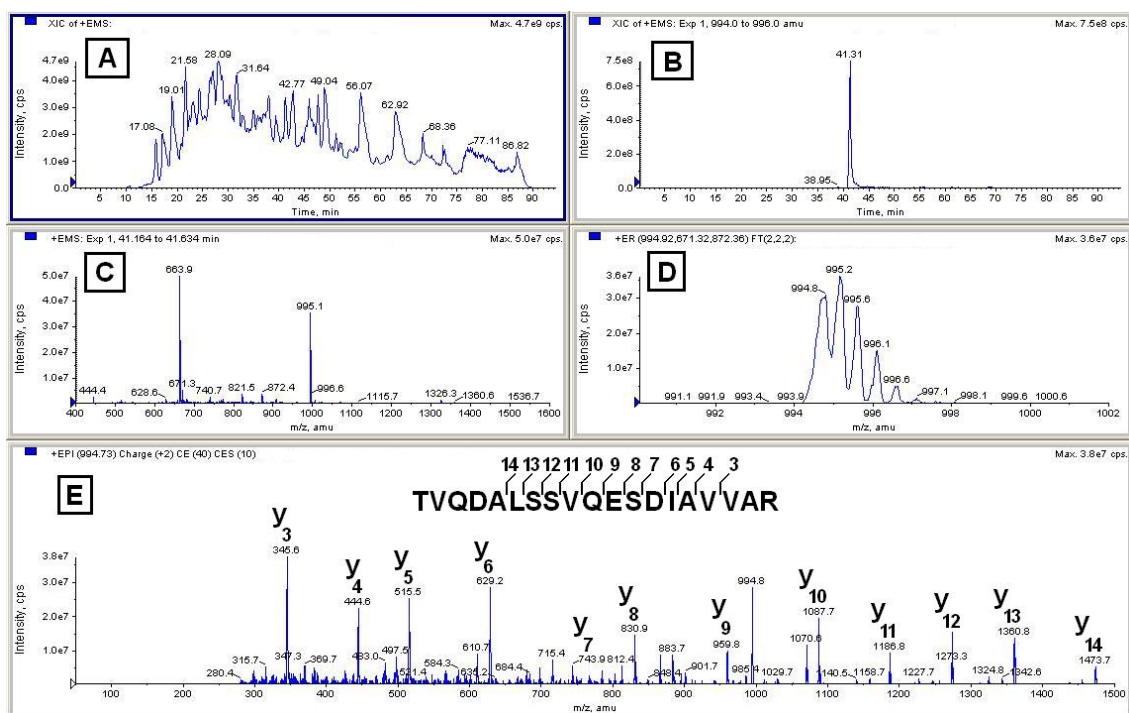 XIC of +EMS: Max. 4.7e9 cps.
A
4.7e9
4.0e9
3.0e9
2.0e9
1.0e9
0.0
Intensity, cps
17.08 19.01 21.58 28.09 31.64 42.77 49.04 56.07 62.92 68.36 77.11 86.82
5 10 15 20 25 30 35 40 45 50 55 60 65 70 75 80 85 90
Time, min
XIC of +EMS: Exp 1, 994.0 to 996.0 amu Max. 7.5e8 cps.
B
7.5e8
6.0e8
4.0e8
2.0e8
0.0
Intensity, cps
38.95 41.31
5 10 15 20 25 30 35 40 45 50 55 60 65 70 75 80 85 90
Time, min
+EMS: Exp 1, 41.164 to 41.634 min Max. 5.0e7 cps.
C
5.0e7
4.0e7
3.0e7
2.0e7
1.0e7
Intensity, cps
444.4 628.6 663.9 671.3 740.7 821.5 872.4 995.1 996.6 1115.7 1326.3 1360.6 1536.7
400 500 600 700 800 900 1000 1100 1200 1300 1400 1500 1600
m/z, amu
+ER (994.92,671.32,872.36) FT(2,2,2): Max. 3.6e7 cps.
D
3.6e7
3.0e7
2.0e7
1.0e7
Intensity, cps
991.1 991.9 993.4 993.9 994.8 995.2 995.6 996.1 996.6 997.1 998.1 999.6 1000.6
992 994 996 998 1000 1002
m/z, amu
+EPI (994.73) Charge (+2) CE (40) CES (10) Max. 3.8e7 cps.
E
14 13 12 11 10 9 8 7 6 5 4 3
TVQDALSSVQESDIAVVAR
y3 y4 y5 y6 y7 y8 y9 y10 y11 y12 y13 y14
3.8e7
3.0e7
2.0e7
1.0e7
0.0
Intensity, cps
280.4 315.7 345.6 347.3 369.7 444.6 483.0 497.5 515.5 521.4 584.3 610.7 629.2 635.2 684.4 715.4 743.9 812.4 830.9 848.4 883.7 901.7 959.8 985.4 994.8 1029.7 1070.6 1087.7 1140.5 1158.7 1186.8 1227.7 1273.3 1324.8 1342.6 1360.8 1473.7
100 200 300 400 500 600 700 800 900 1000 1100 1200 1300 1400 1500
m/z, amu